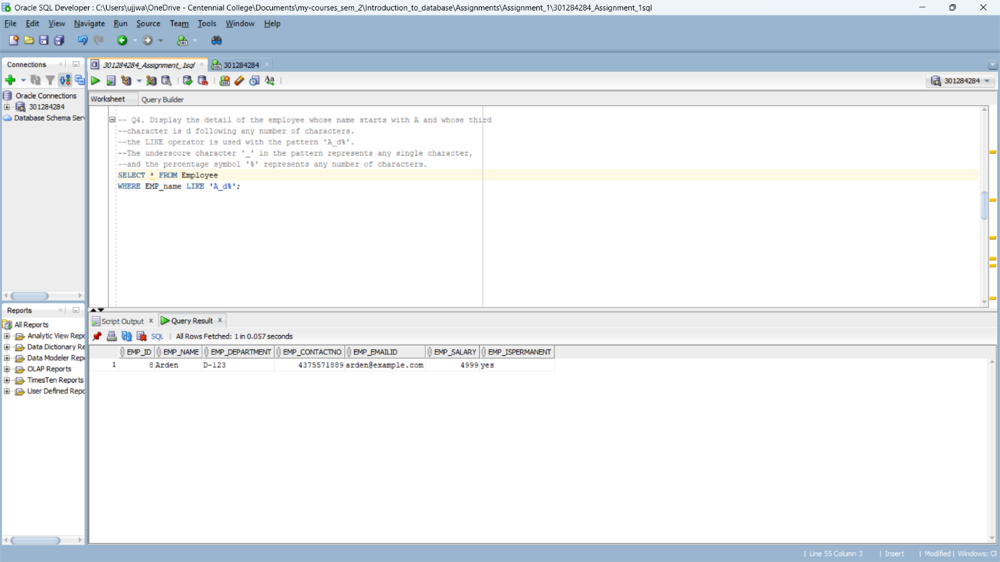 Oracle SQL Developer : C:\Users\ujjwa\OneDrive - Centennial College\Documents\my-courses_sem_2\Introduction_to_database\Assignments\Assignment_1\301284284_Assignment_1sql
File Edit View Navigate Run Source Team Tools Window Help
Connections
301284284_Assignment_1sql
301284284
301284284
Oracle Connections
301284284
Database Schema Serv
Worksheet Query Builder
-- Q4. Display the detail of the employee whose name starts with A and whose third
--character is d following any number of characters.
--the LIKE operator is used with the pattern 'A_d%'.
--The underscore character '_' in the pattern represents any single character,
--and the percentage symbol '%' represents any number of characters.
SELECT * FROM Employee
WHERE EMP_name LIKE 'A_d%';
Reports
All Reports
Analytic View Repo
Data Dictionary Re
Data Modeler Repo
OLAP Reports
TimesTen Reports
User Defined Repo
Script Output Query Result
SQL | All Rows Fetched: 1 in 0.057 seconds
EMP_ID EMP_NAME EMP_DEPARTMENT EMP_CONTACTNO EMP_EMAILID EMP_SALARY EMP_ISPERMANENT
1 8 Arden D-123 4375571889 arden@example.com 4999 yes
| Line 55 Column 3 | Insert | Modified | Windows: CF